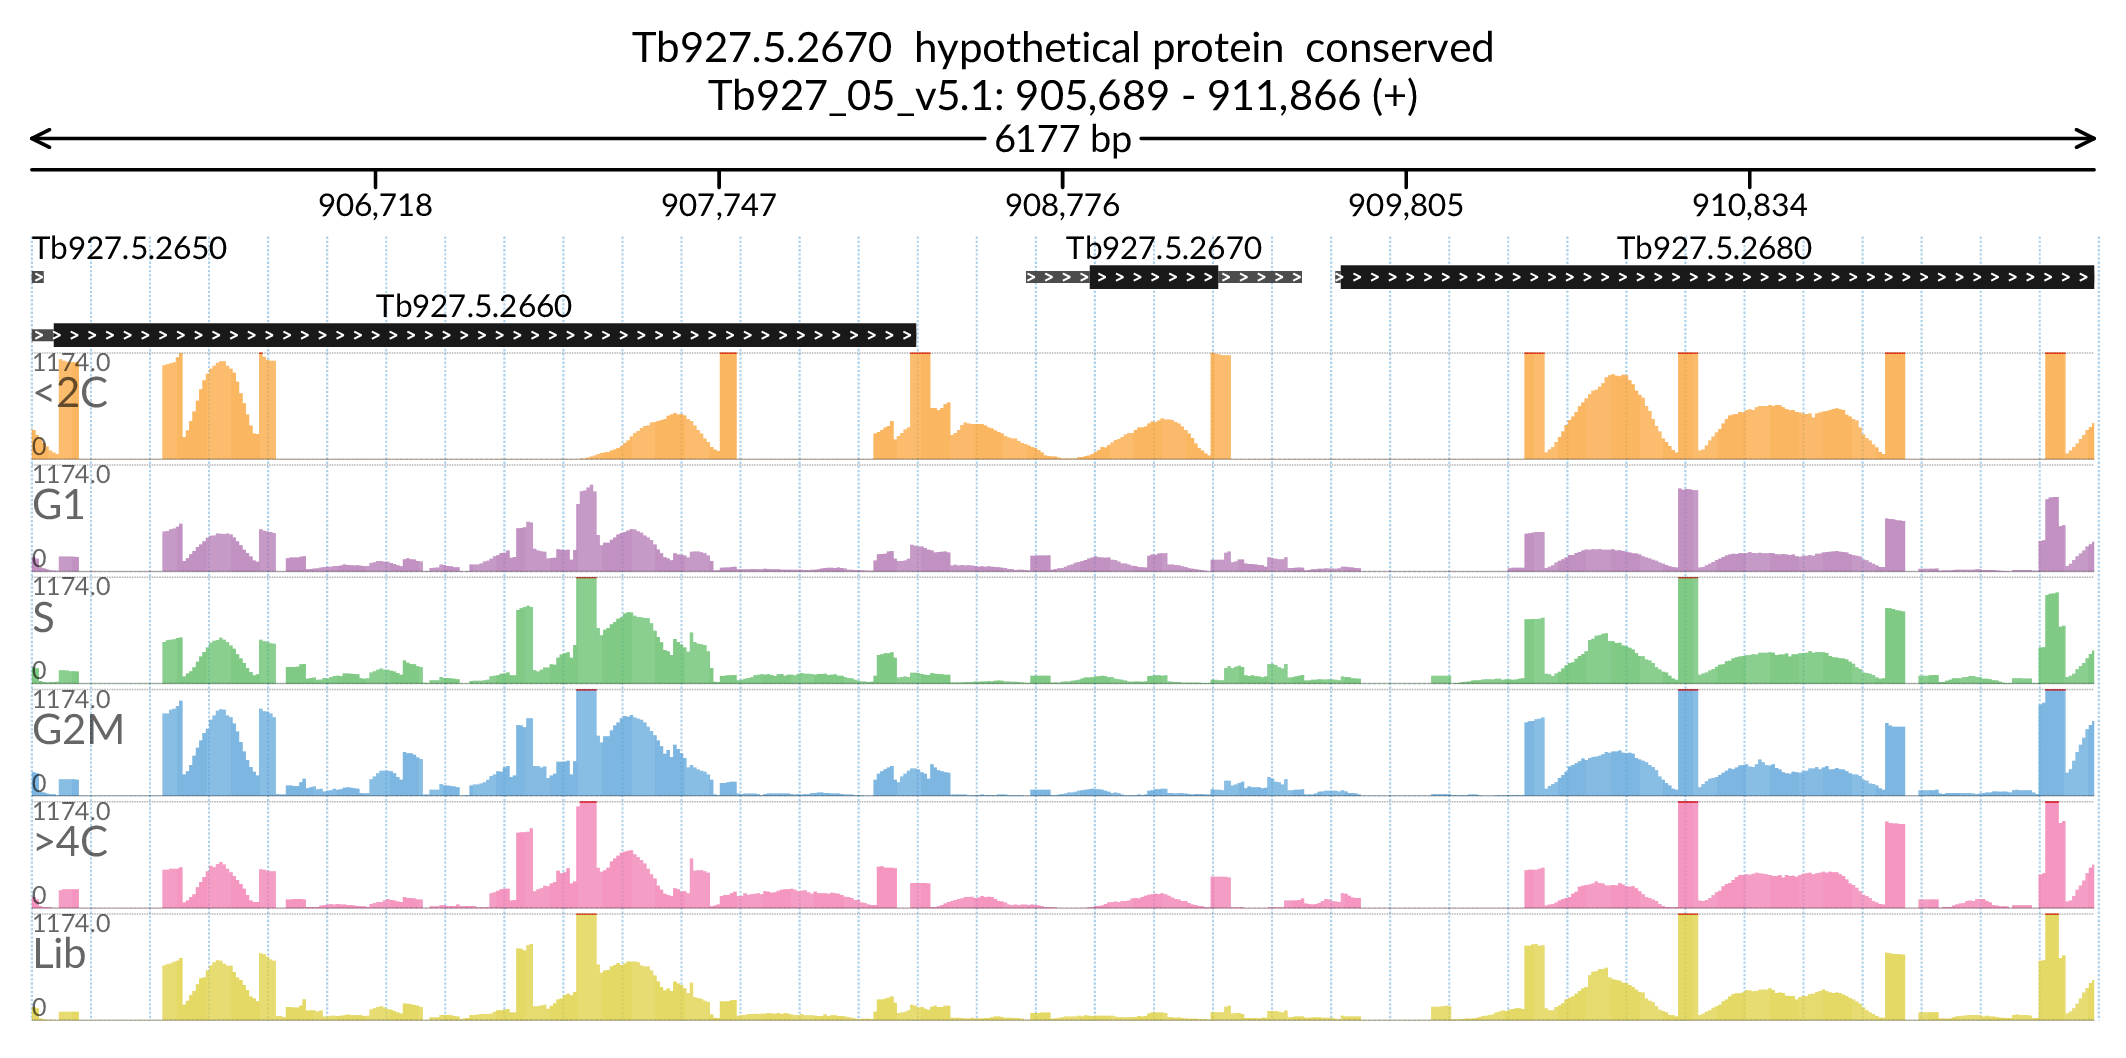 Tb927.5.2670  hypothetical protein  conserved
Tb927_05_v5.1: 905,689 - 911,866 (+)
6177 bp
906,718 907,747 908,776 909,805 910,834
Tb927.5.2650 Tb927.5.2670 Tb927.5.2680
Tb927.5.2660
1174.0
<2C
0
1174.0
G1
0
1174.0
S
0
1174.0
G2M
0
1174.0
>4C
0
1174.0
Lib
0